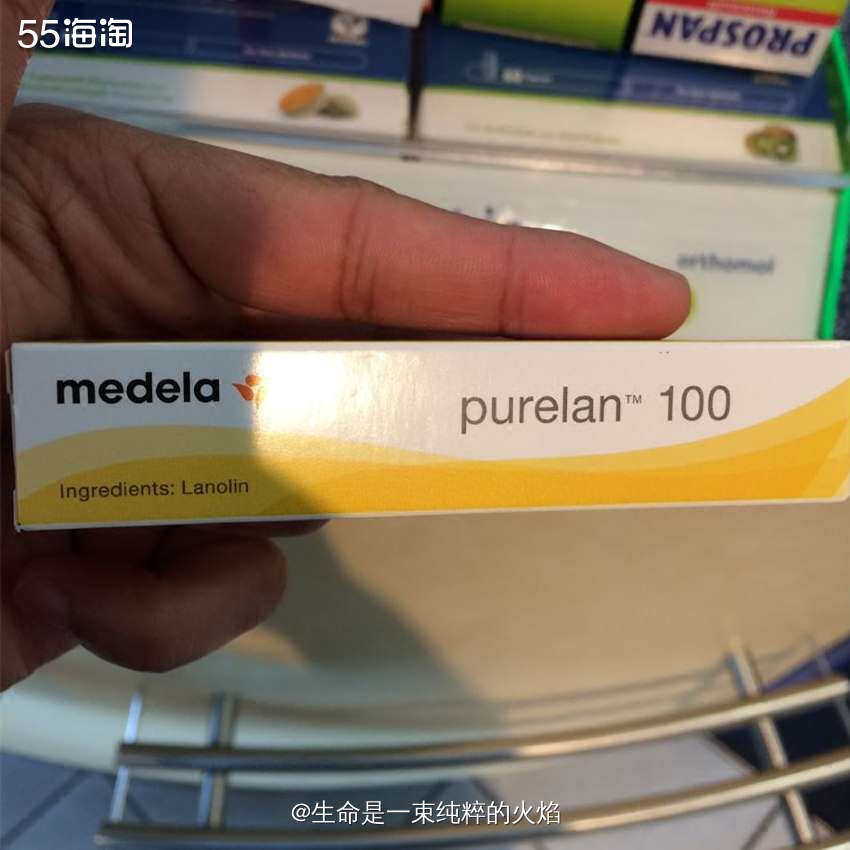 55海淘
PROSPAN
orthomol
medela
purelan™ 100
Ingredients: Lanolin
@生命是一束纯粹的火焰